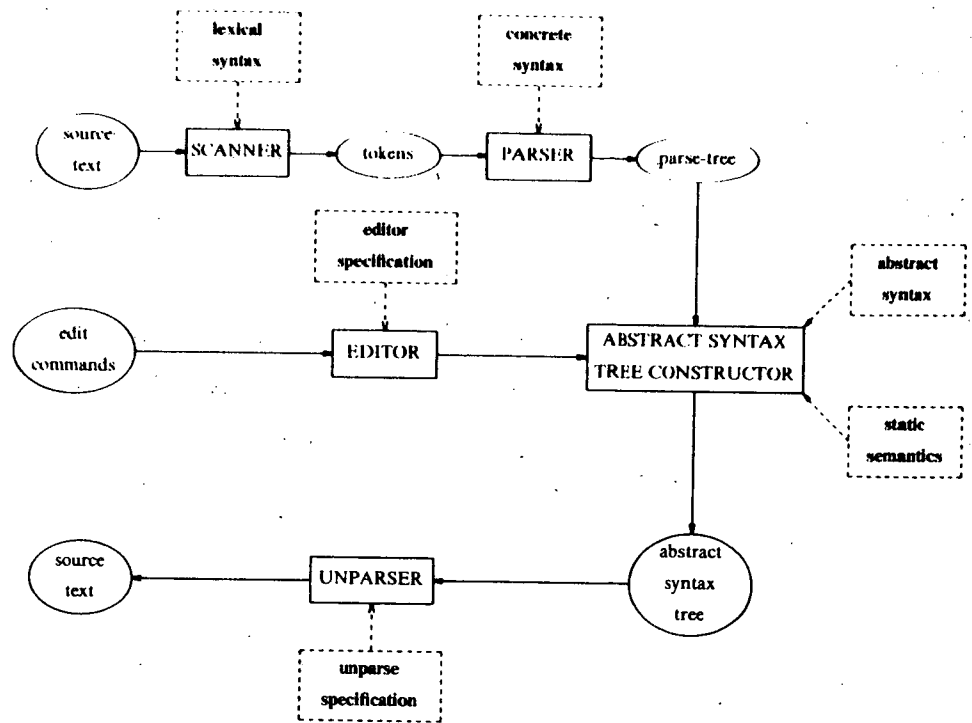 lexical
syntax
concrete
syntax
source
text
SCANNER
tokens
PARSER
parse-tree
editor
specification
abstract
syntax
edit
commands
EDITOR
ABSTRACT SYNTAX
TREE CONSTRUCTOR
static
semantics
source
text
UNPARSER
abstract
syntax
tree
unparse
specification